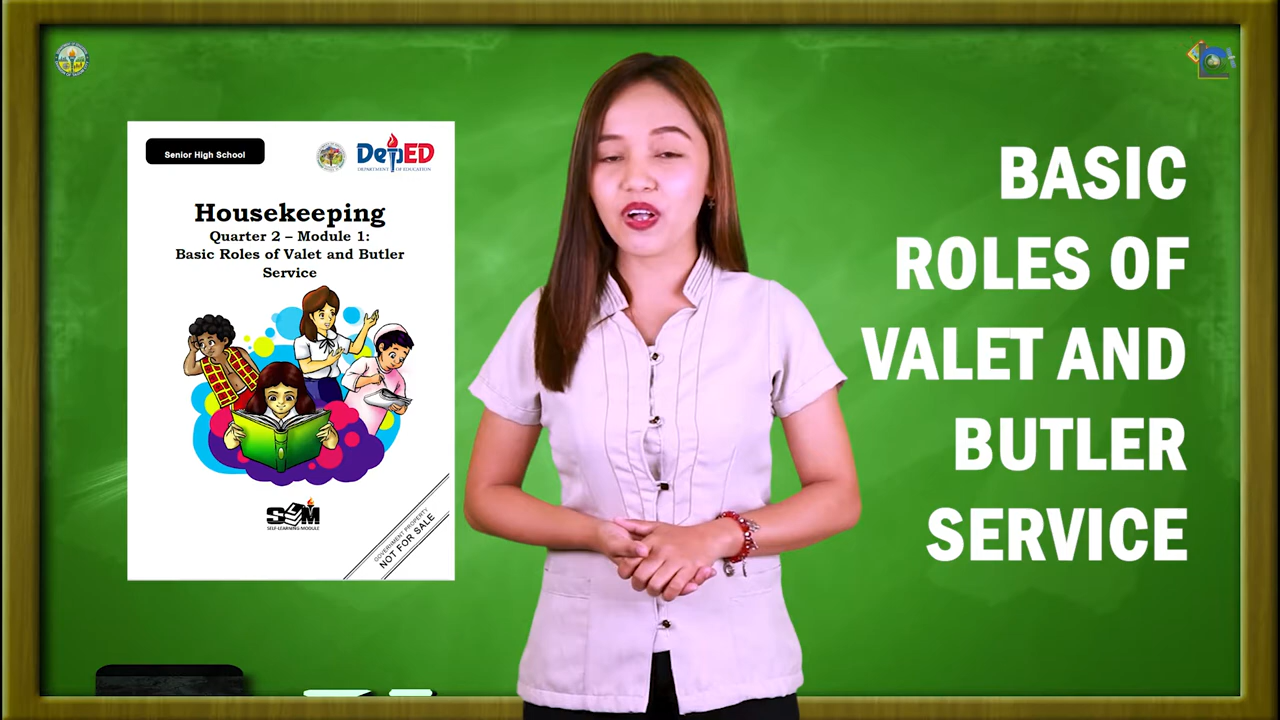 Senior High School
DepED
DEPARTMENT OF EDUCATION
Housekeeping
Quarter 2 – Module 1:
Basic Roles of Valet and Butler
Service
SLM
SELF-LEARNING MODULE
GOVERNMENT PROPERTY
NOT FOR SALE
BASIC
ROLES OF
VALET AND
BUTLER
SERVICE